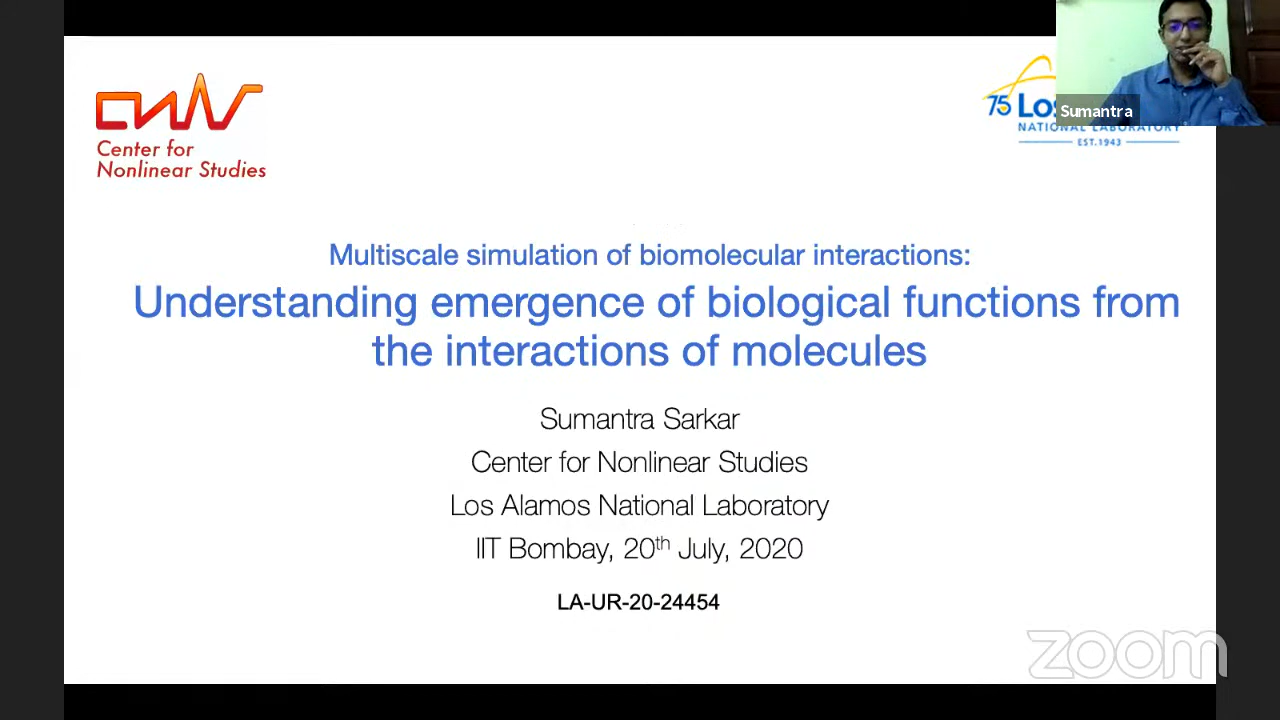 CNLS
Center for
Nonlinear Studies
75 Los
NATIONAL LABORATORY
EST.1943
Sumantra
Multiscale simulation of biomolecular interactions:
Understanding emergence of biological functions from
the interactions of molecules
Sumantra Sarkar
Center for Nonlinear Studies
Los Alamos National Laboratory
IIT Bombay, 20th July, 2020
LA-UR-20-24454
zoom